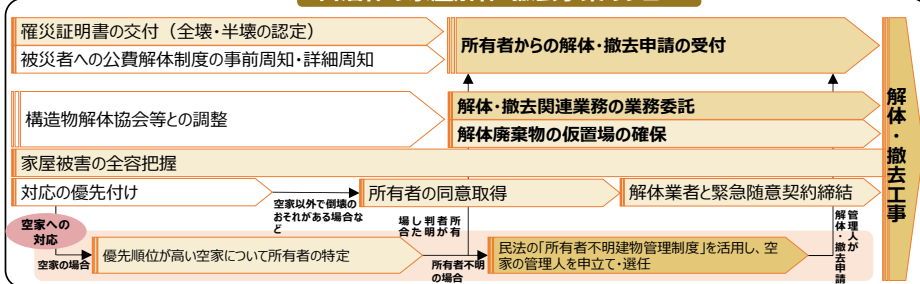 罹災証明書の交付（全壊・半壊の認定）
被災者への公費解体制度の事前周知・詳細周知
所有者からの解体・撤去申請の受付
構造物解体協会等との調整
解体・撤去関連業務の業務委託
解体廃棄物の仮置場の確保
家屋被害の全容把握
対応の優先付け
空家以外で倒壊の
おそれがある場合な
ど
所有者の同意取得
解体業者と緊急随意契約締結
解体・撤去工事
空家への
対応
空家の場合
優先順位が高い空家について所有者の特定
所有者が
判明した
場合
所有者不明
の場合
民法の「所有者不明建物管理制度」を活用し、空
家の管理人を申立て・選任
管理人が
解体・撤去申請